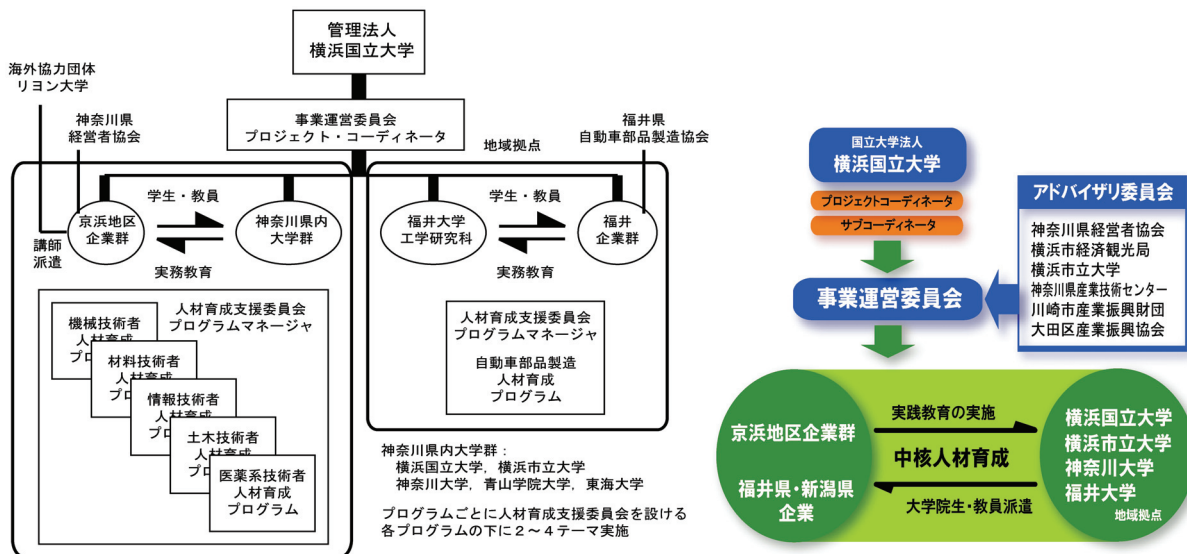 管理法人
横浜国立大学
海外協力団体
リヨン大学
神奈川県
経営者協会
事業運営委員会
プロジェクト・コーディネータ
地域拠点
福井県
自動車部品製造協会
学生・教員
京浜地区
企業群
神奈川県内
大学群
講師
派遣
実務教育
学生・教員
福井大学
工学研究科
福井
企業群
実務教育
人材育成支援委員会
プログラムマネージャ
機械技術者
人材育成
プロ
材料技術者
人材育成
プロ
情報技術者
人材育成
プロ
土木技術者
人材育成
プロ
医薬系技術者
人材育成
プログラム
人材育成支援委員会
プログラムマネージャ
自動車部品製造
人材育成
プログラム
神奈川県内大学群：
横浜国立大学，横浜市立大学
神奈川大学，青山学院大学，東海大学
プログラムごとに人材育成支援委員会を設ける
各プログラムの下に２～４テーマ実施
国立大学法人
横浜国立大学
プロジェクトコーディネータ
サブコーディネータ
事業運営委員会
アドバイザリ委員会
神奈川県経営者協会
横浜市経済観光局
横浜市立大学
神奈川県産業技術センター
川崎市産業振興財団
大田区産業振興協会
京浜地区企業群
福井県・新潟県
企業
実践教育の実施
中核人材育成
大学院生・教員派遣
横浜国立大学
横浜市立大学
神奈川大学
福井大学
地域拠点